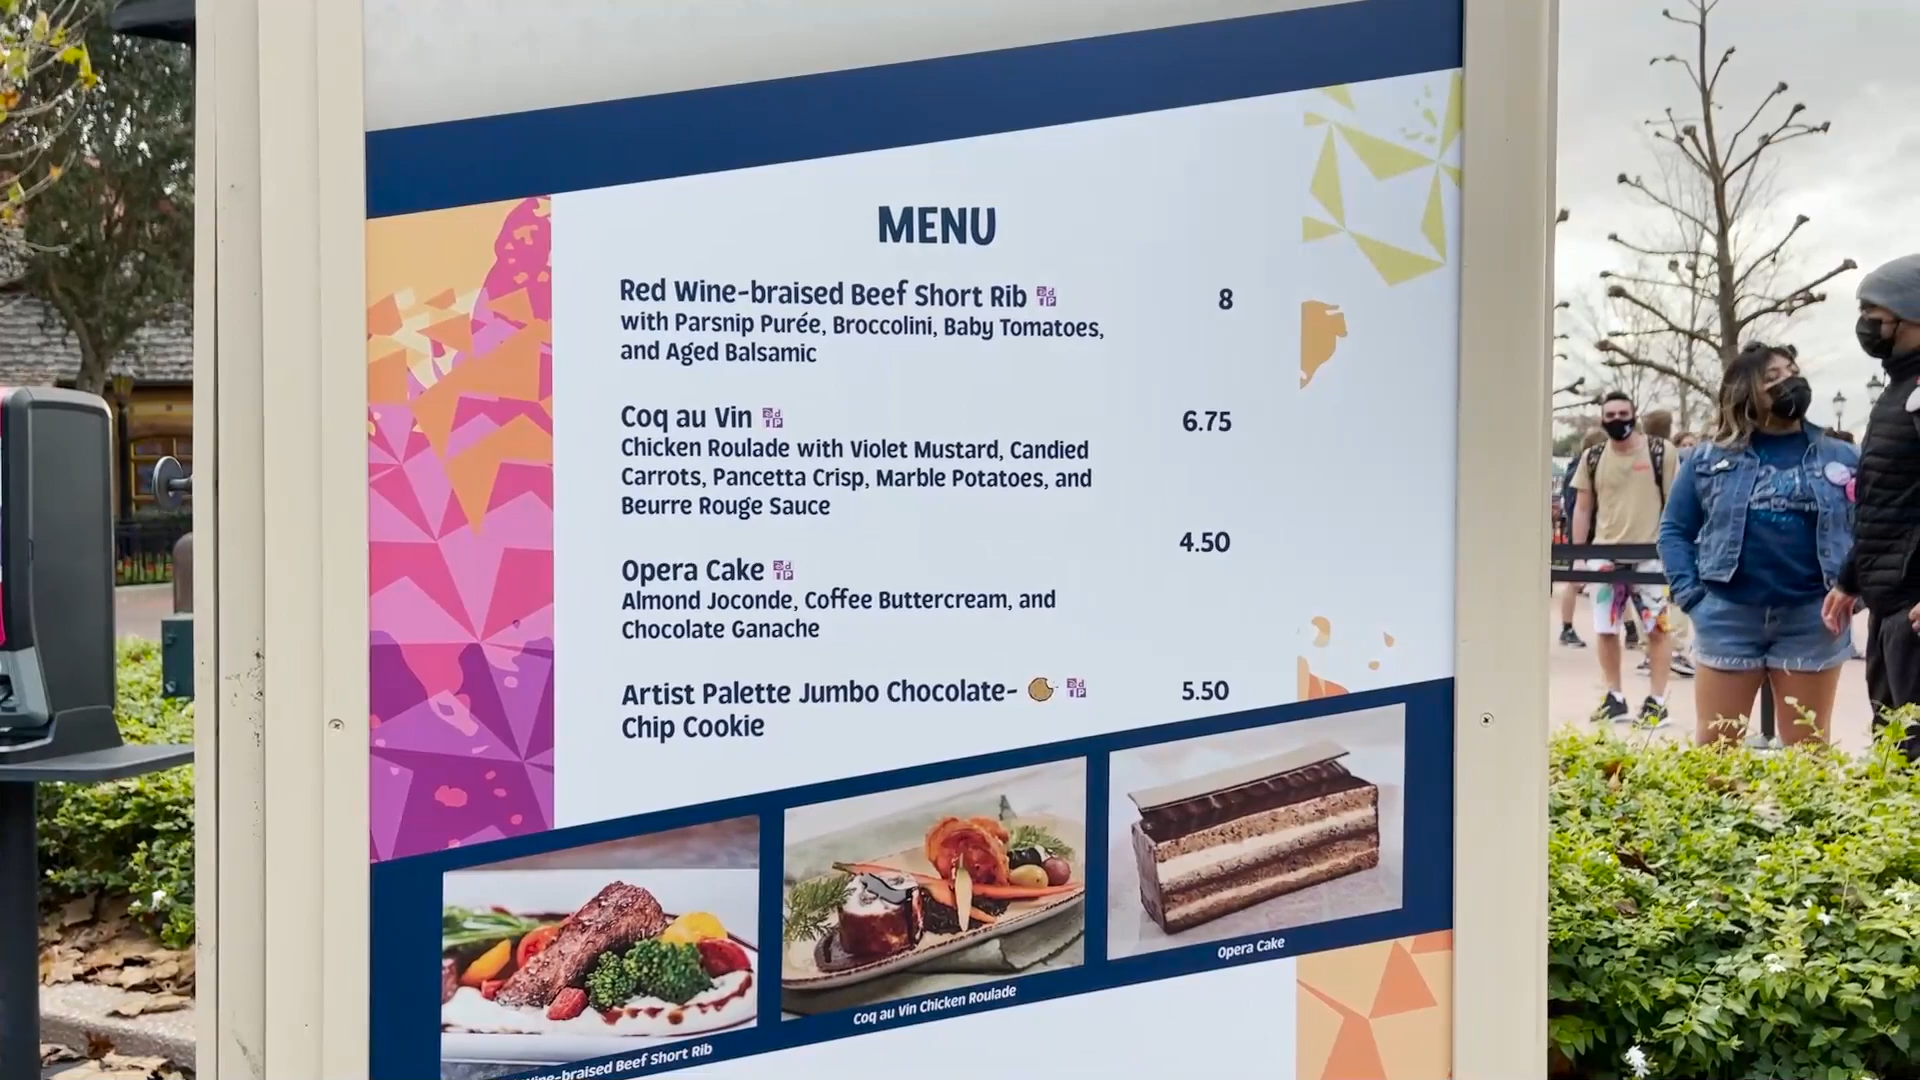 MENU
Red Wine-braised Beef Short Rib 8
with Parsnip Purée, Broccolini, Baby Tomatoes,
and Aged Balsamic
Coq au Vin 6.75
Chicken Roulade with Violet Mustard, Candied
Carrots, Pancetta Crisp, Marble Potatoes, and
Beurre Rouge Sauce
4.50
Opera Cake
Almond Joconde, Coffee Buttercream, and
Chocolate Ganache
Artist Palette Jumbo Chocolate- 5.50
Chip Cookie
Wine-braised Beef Short Rib
Coq au Vin Chicken Roulade
Opera Cake